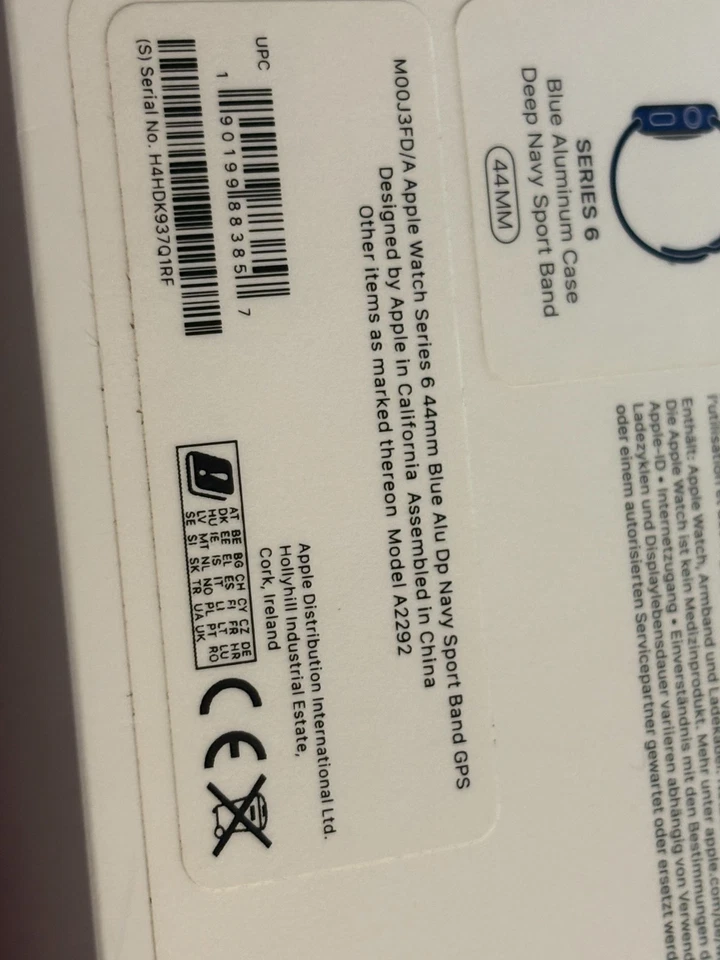 SERIES 6
Blue Aluminum Case
Deep Navy Sport Band
44MM
M00J3FD/A Apple Watch Series 6 44mm Blue Alu Dp Navy Sport Band GPS
Designed by Apple in California Assembled in China
Other items as marked thereon Model A2292
UPC
1 90199 88385 7
(S) Serial No. H4HDK937Q1RF
AT BE BG CH CY CZ DE
DK EE EL ES FI FR HR
HU IE IS IT LI LT LU
LV MT NL NO PL PT RO
SE SI SK TR UA UK
Apple Distribution International Ltd.
Hollyhill Industrial Estate,
Cork, Ireland
CE
Enthält: Apple Watch, Armband und
Die Apple Watch ist kein Medizinprodukt. Mehr unter
Apple-ID • Internetzugang • Einverständnis mit den Bestimmungen
Ladezyklen und Displaylebensdauer variieren abhängig von
oder einem autorisierten Servicepartner gewartet oder ersetzt